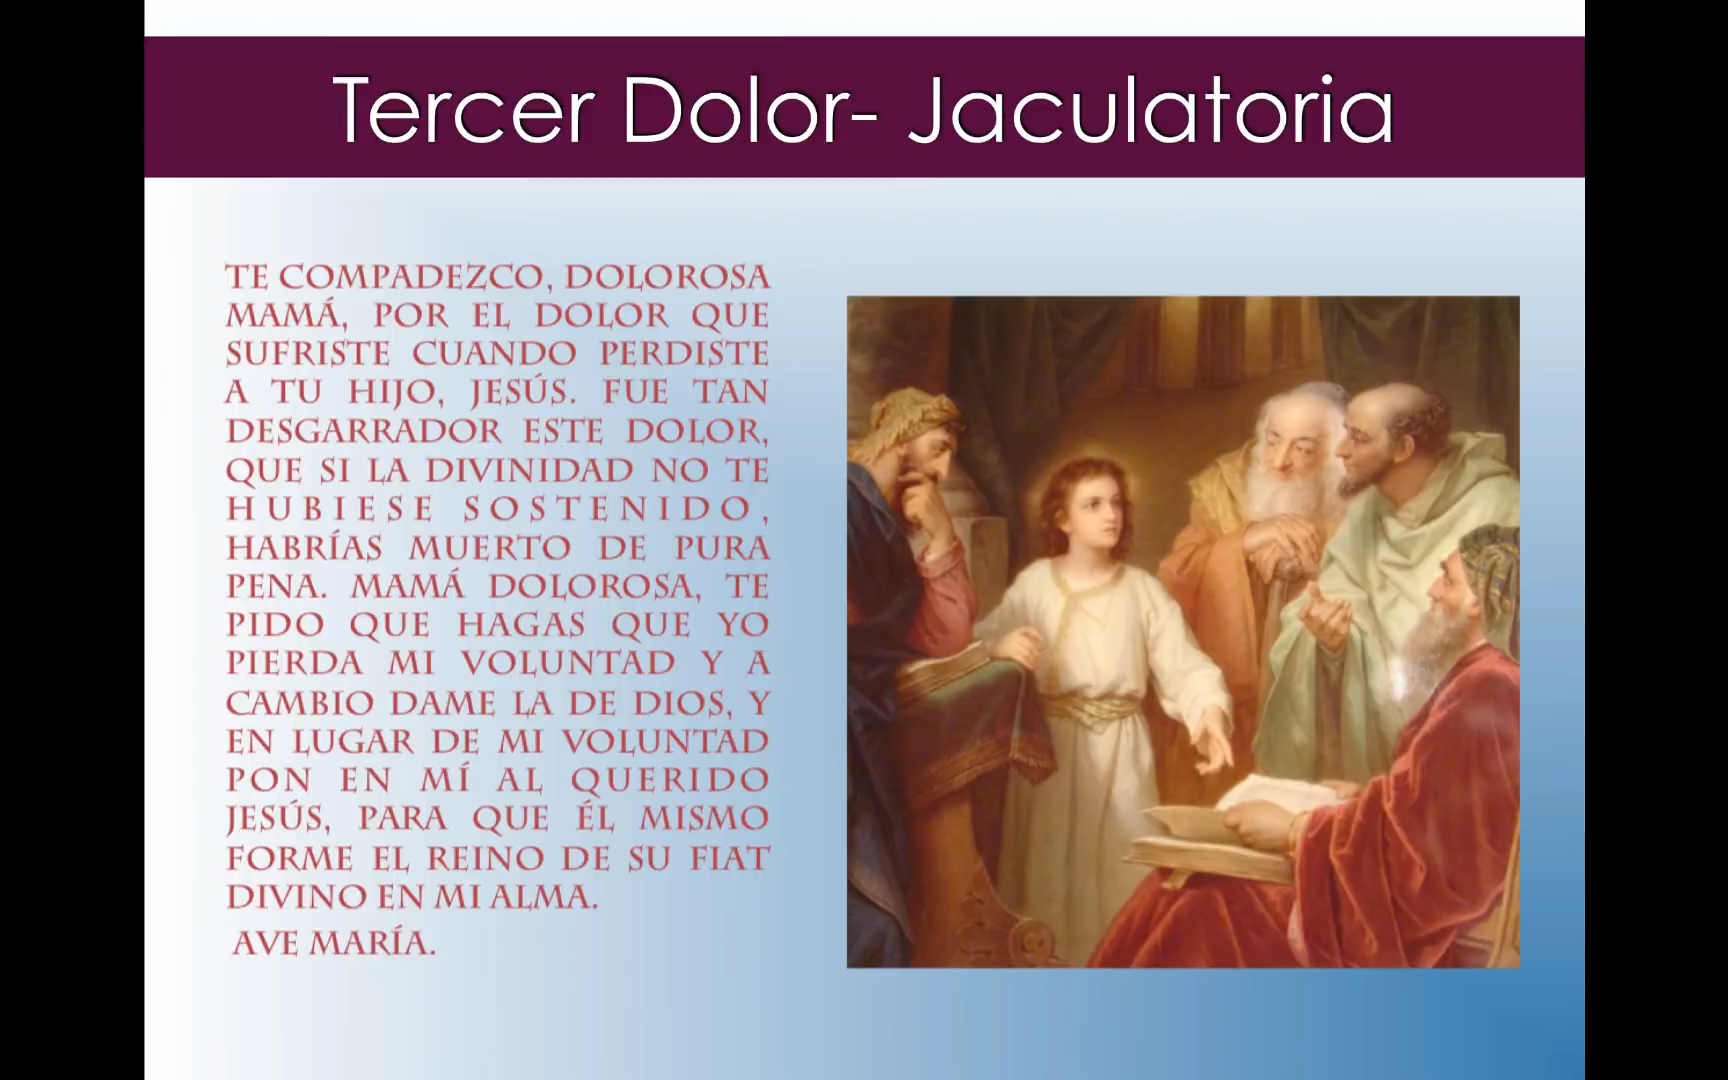 Tercer Dolor- Jaculatoria
TE COMPADEZCO, DOLOROSA
MAMÁ, POR EL DOLOR QUE
SUFRISTE CUANDO PERDISTE
A TU HIJO, JESÚS. FUE TAN
DESGARRADOR ESTE DOLOR,
QUE SI LA DIVINIDAD NO TE
HUBIESE SOSTENIDO,
HABRÍAS MUERTO DE PURA
PENA. MAMÁ DOLOROSA, TE
PIDO QUE HAGAS QUE YO
PIERDA MI VOLUNTAD Y A
CAMBIO DAME LA DE DIOS, Y
EN LUGAR DE MI VOLUNTAD
PON EN MÍ AL QUERIDO
JESÚS, PARA QUE ÉL MISMO
FORME EL REINO DE SU FIAT
DIVINO EN MI ALMA.
AVE MARÍA.